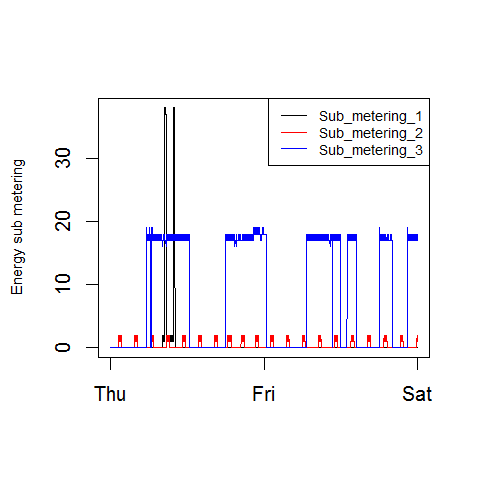 Sub_metering_1
Sub_metering_2
Sub_metering_3
Energy sub metering
30
20
10
0
Thu Fri Sat